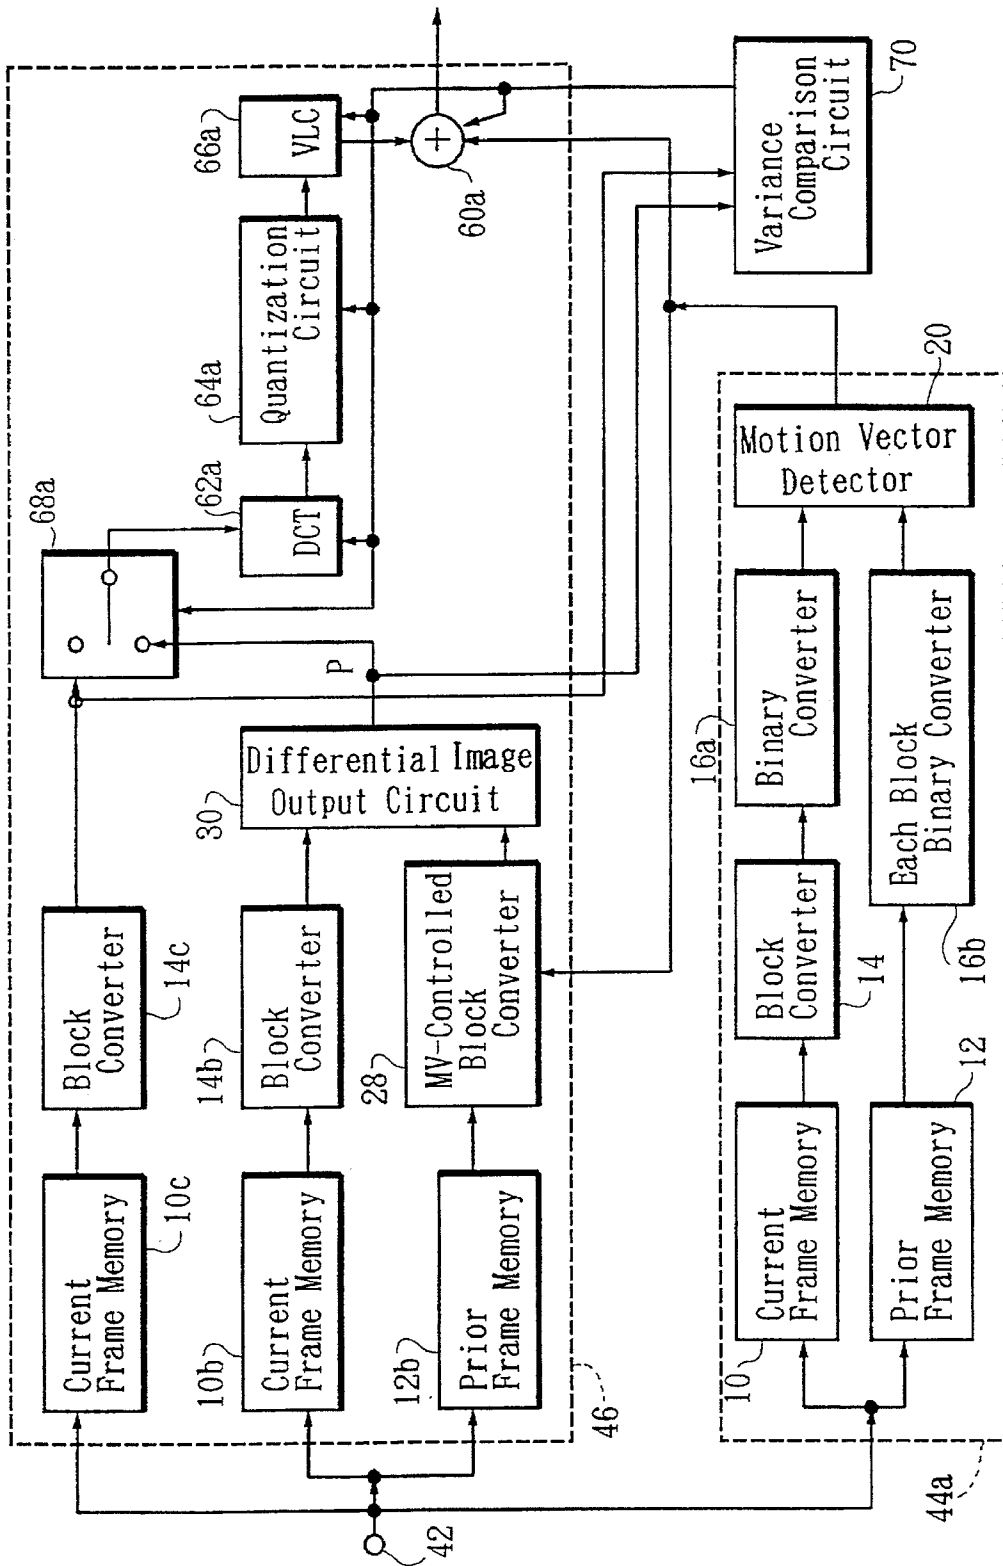 42
Current
Frame Memory
10c
Block
Converter
14c
68a
66a
VLC
10b
Current
Frame Memory
14b
Block
Converter
30
Differential Image
Output Circuit
P
62a
DCT
64a
Quantization
Circuit
60a
+
12b
Prior
Frame Memory
28
MV-Controlled
Block
Converter
46
Variance
Comparison
Circuit
70
10
Current
Frame Memory
Block
Converter
14
16a
Binary
Converter
Motion Vector
Detector
20
Prior
Frame Memory
12
Each Block
Binary Converter
16b
44a